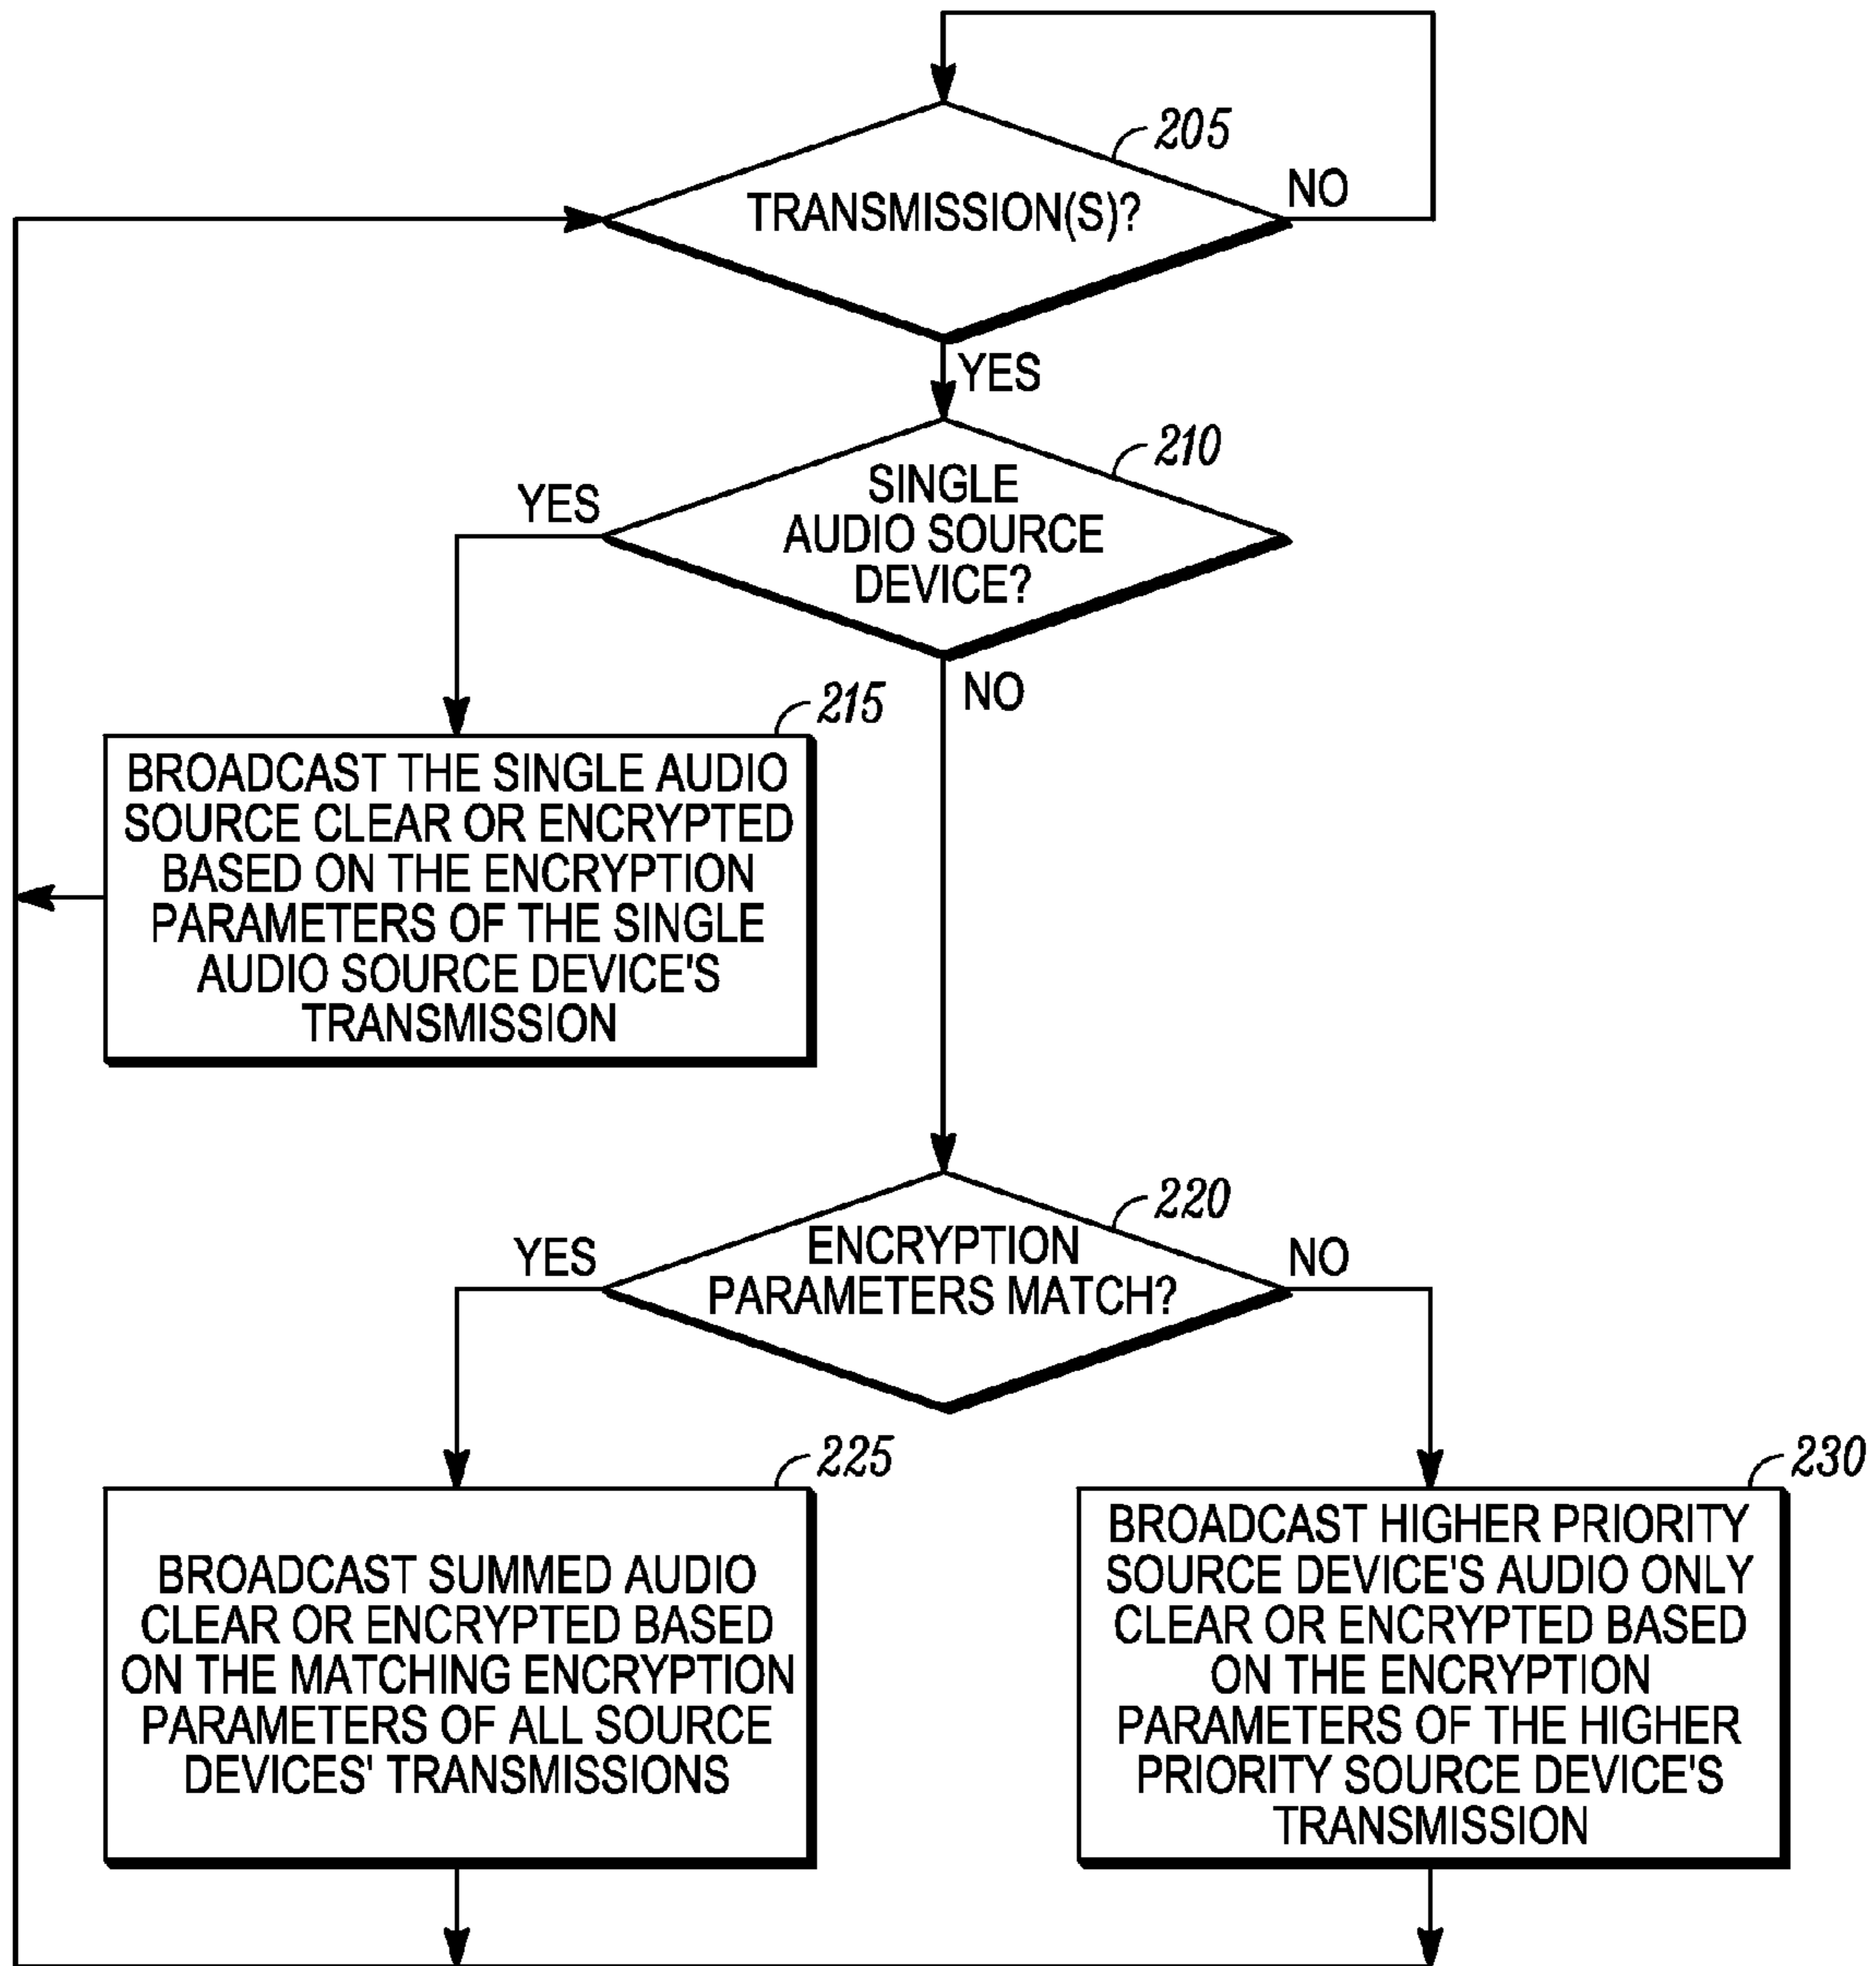 205
TRANSMISSION(S)?
NO
YES
210
SINGLE
AUDIO SOURCE
DEVICE?
YES
NO
215
BROADCAST THE SINGLE AUDIO
SOURCE CLEAR OR ENCRYPTED
BASED ON THE ENCRYPTION
PARAMETERS OF THE SINGLE
AUDIO SOURCE DEVICE'S
TRANSMISSION
220
ENCRYPTION
PARAMETERS MATCH?
YES
NO
225
BROADCAST SUMMED AUDIO
CLEAR OR ENCRYPTED BASED
ON THE MATCHING ENCRYPTION
PARAMETERS OF ALL SOURCE
DEVICES' TRANSMISSIONS
230
BROADCAST HIGHER PRIORITY
SOURCE DEVICE'S AUDIO ONLY
CLEAR OR ENCRYPTED BASED
ON THE ENCRYPTION
PARAMETERS OF THE HIGHER
PRIORITY SOURCE DEVICE'S
TRANSMISSION